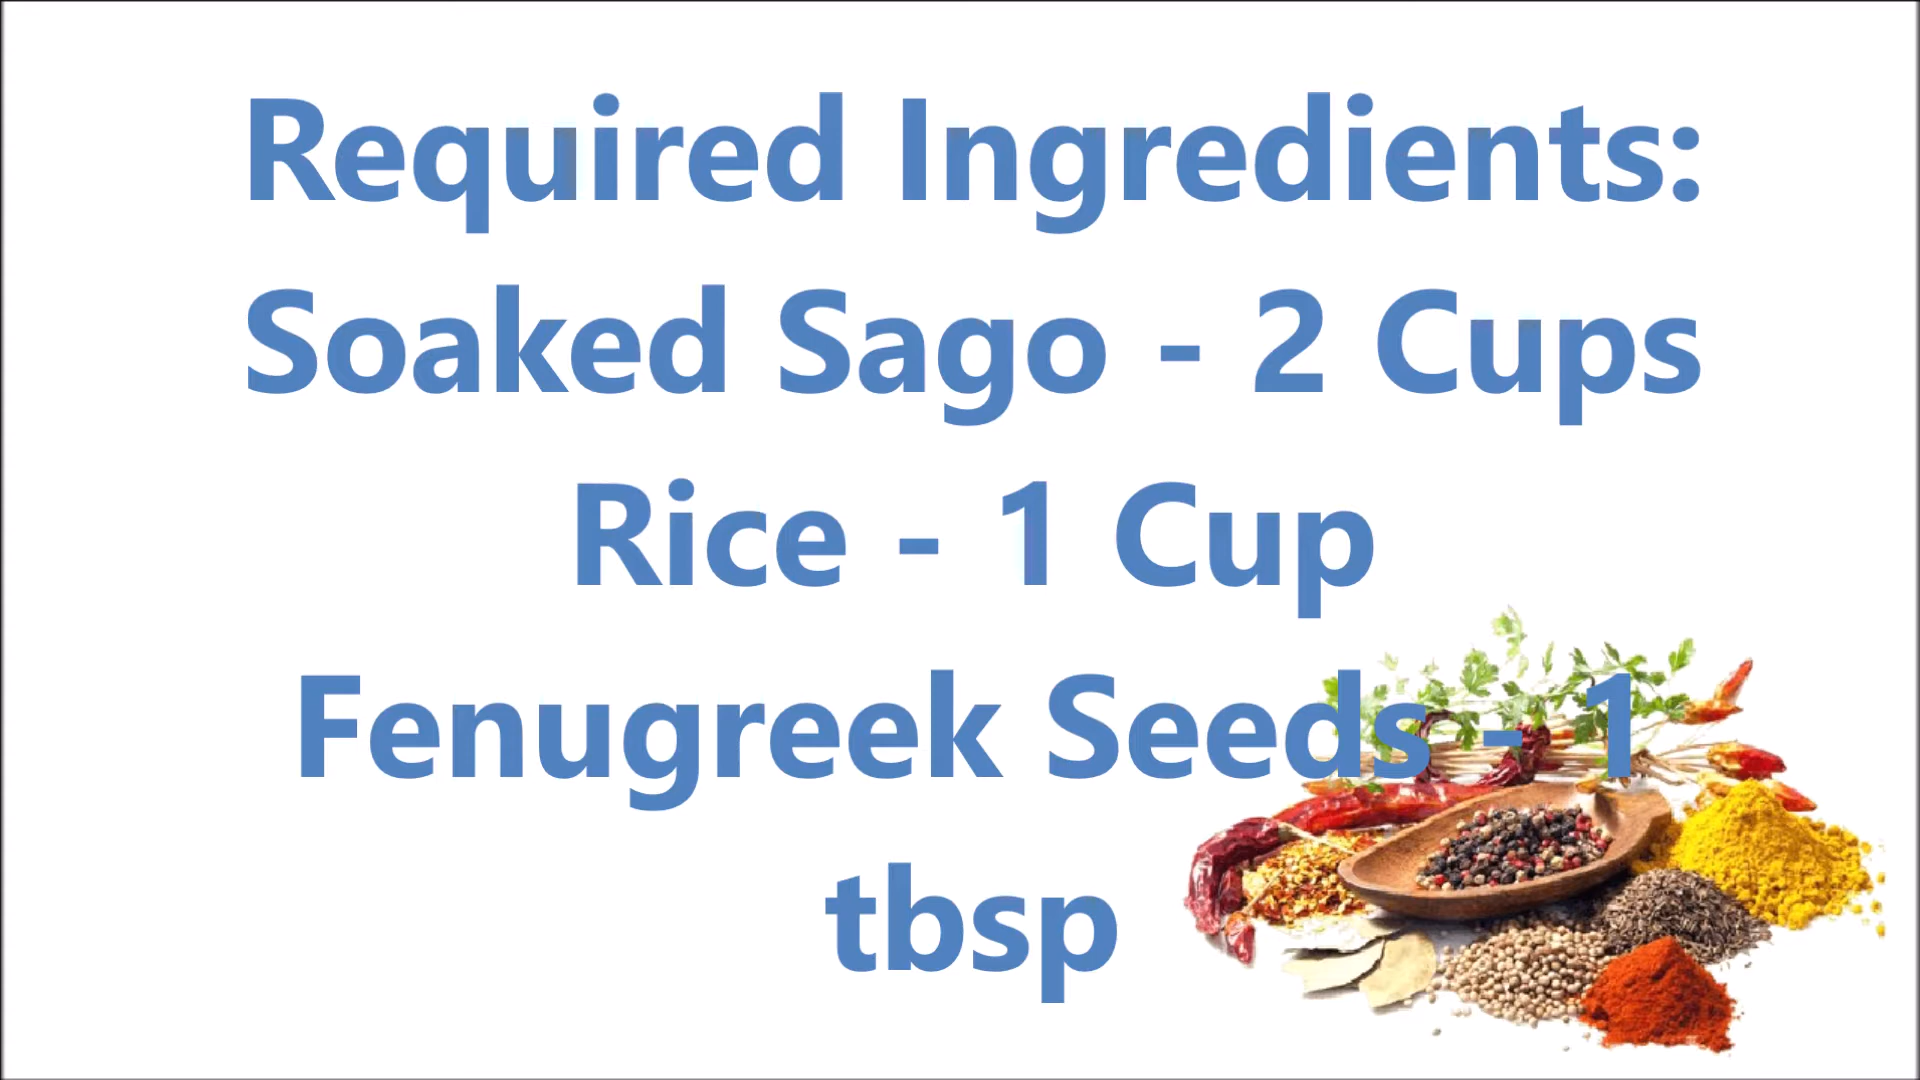 Required Ingredients:
Soaked Sago - 2 Cups
Rice - 1 Cup
Fenugreek Seeds - 1
tbsp